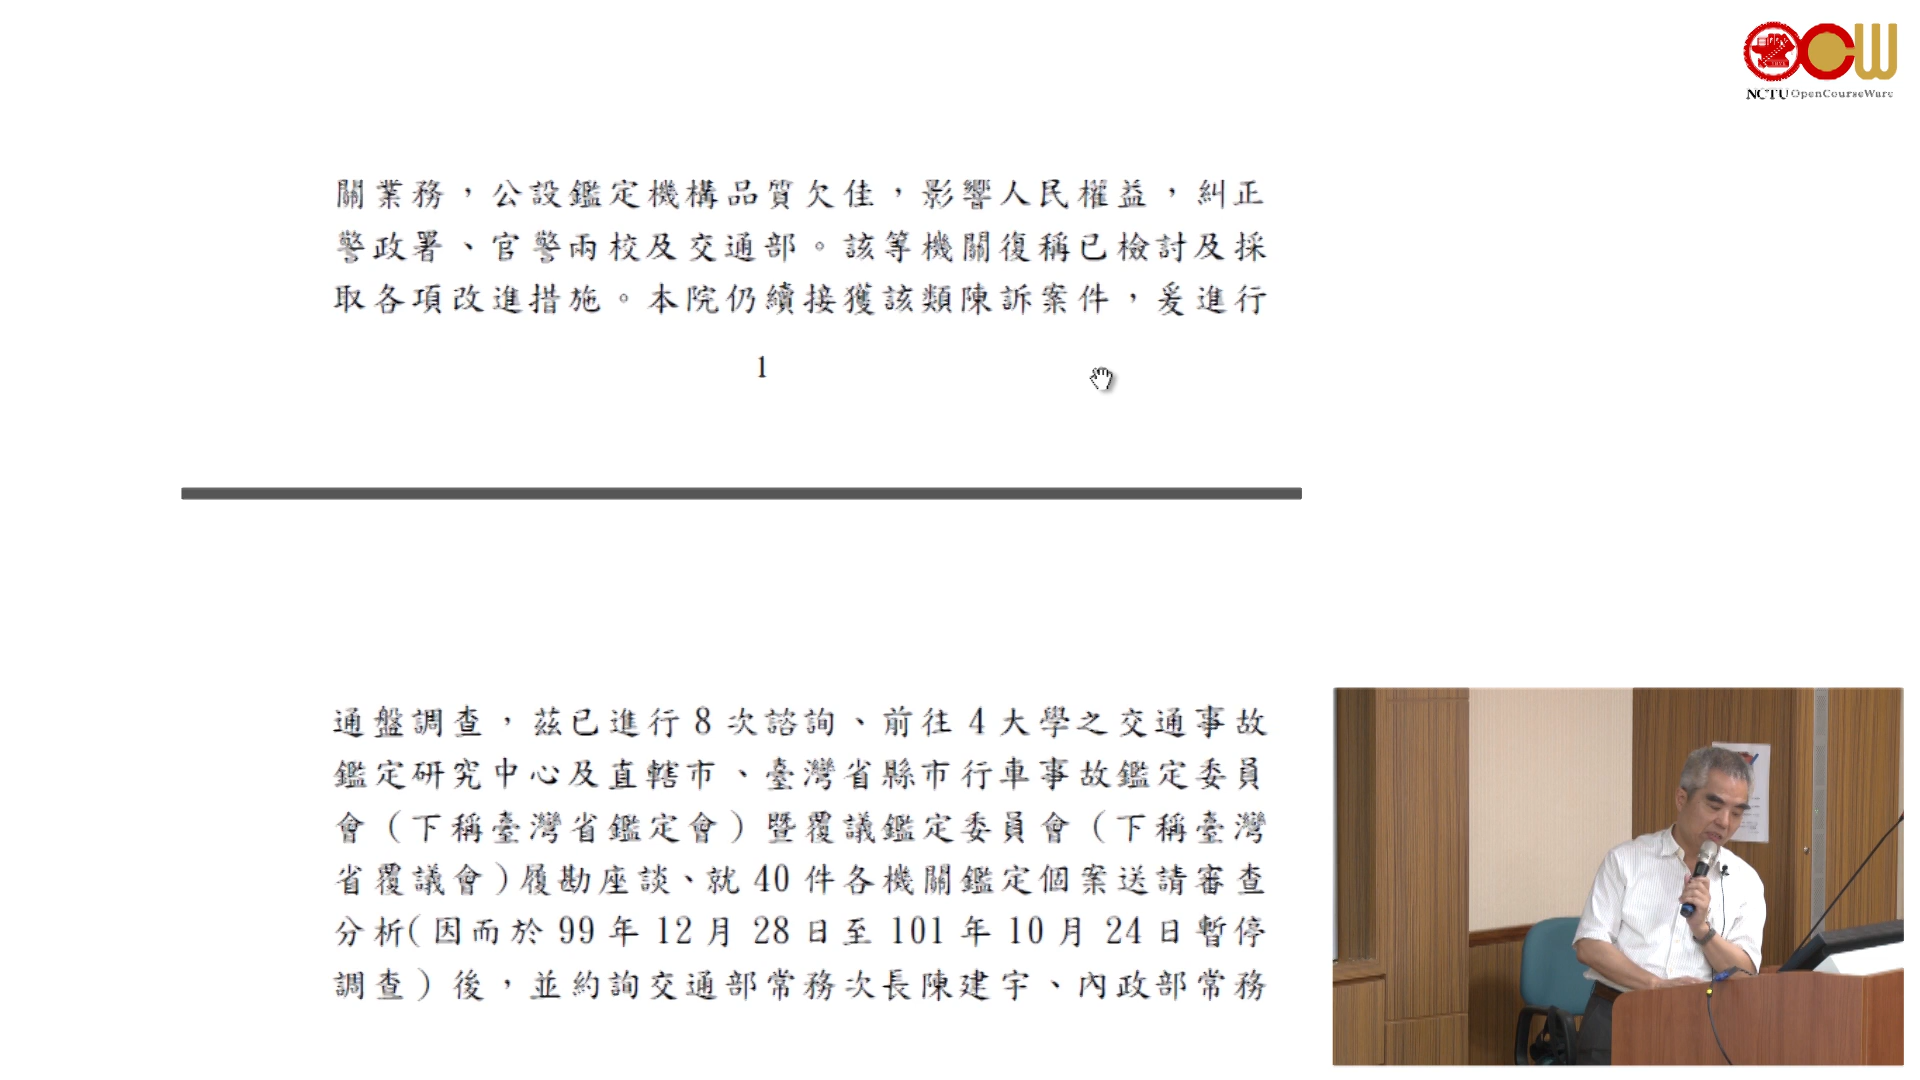 NCTU OpenCourseWare
關業務，公設鑑定機構品質欠佳，影響人民權益，糾正
警政署、官警兩校及交通部。該等機關復稱已檢討及採
取各項改進措施。本院仍續接獲該類陳訴案件，爰進行
1
通盤調查，茲已進行8次諮詢、前往4大學之交通事故
鑑定研究中心及直轄市、臺灣省縣市行車事故鑑定委員
會（下稱臺灣省鑑定會）暨覆議鑑定委員會（下稱臺灣
省覆議會）履勘座談、就40件各機關鑑定個案送請審查
分析(因而於99年12月28日至101年10月24日暫停
調查）後，並約詢交通部常務次長陳建宇、內政部常務